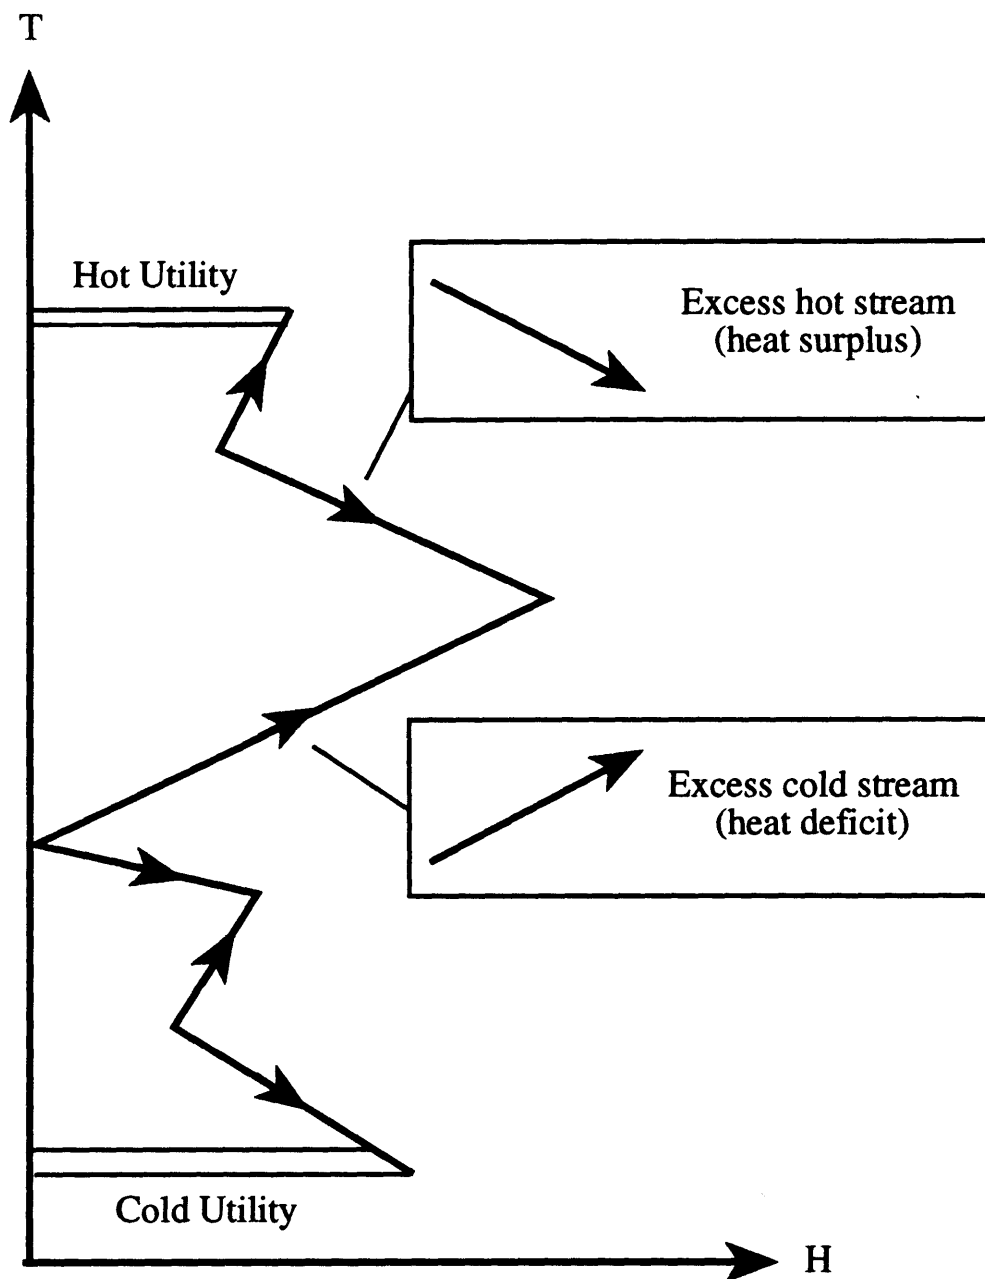 T
Hot Utility
Excess hot stream
(heat surplus)
Excess cold stream
(heat deficit)
Cold Utility
H